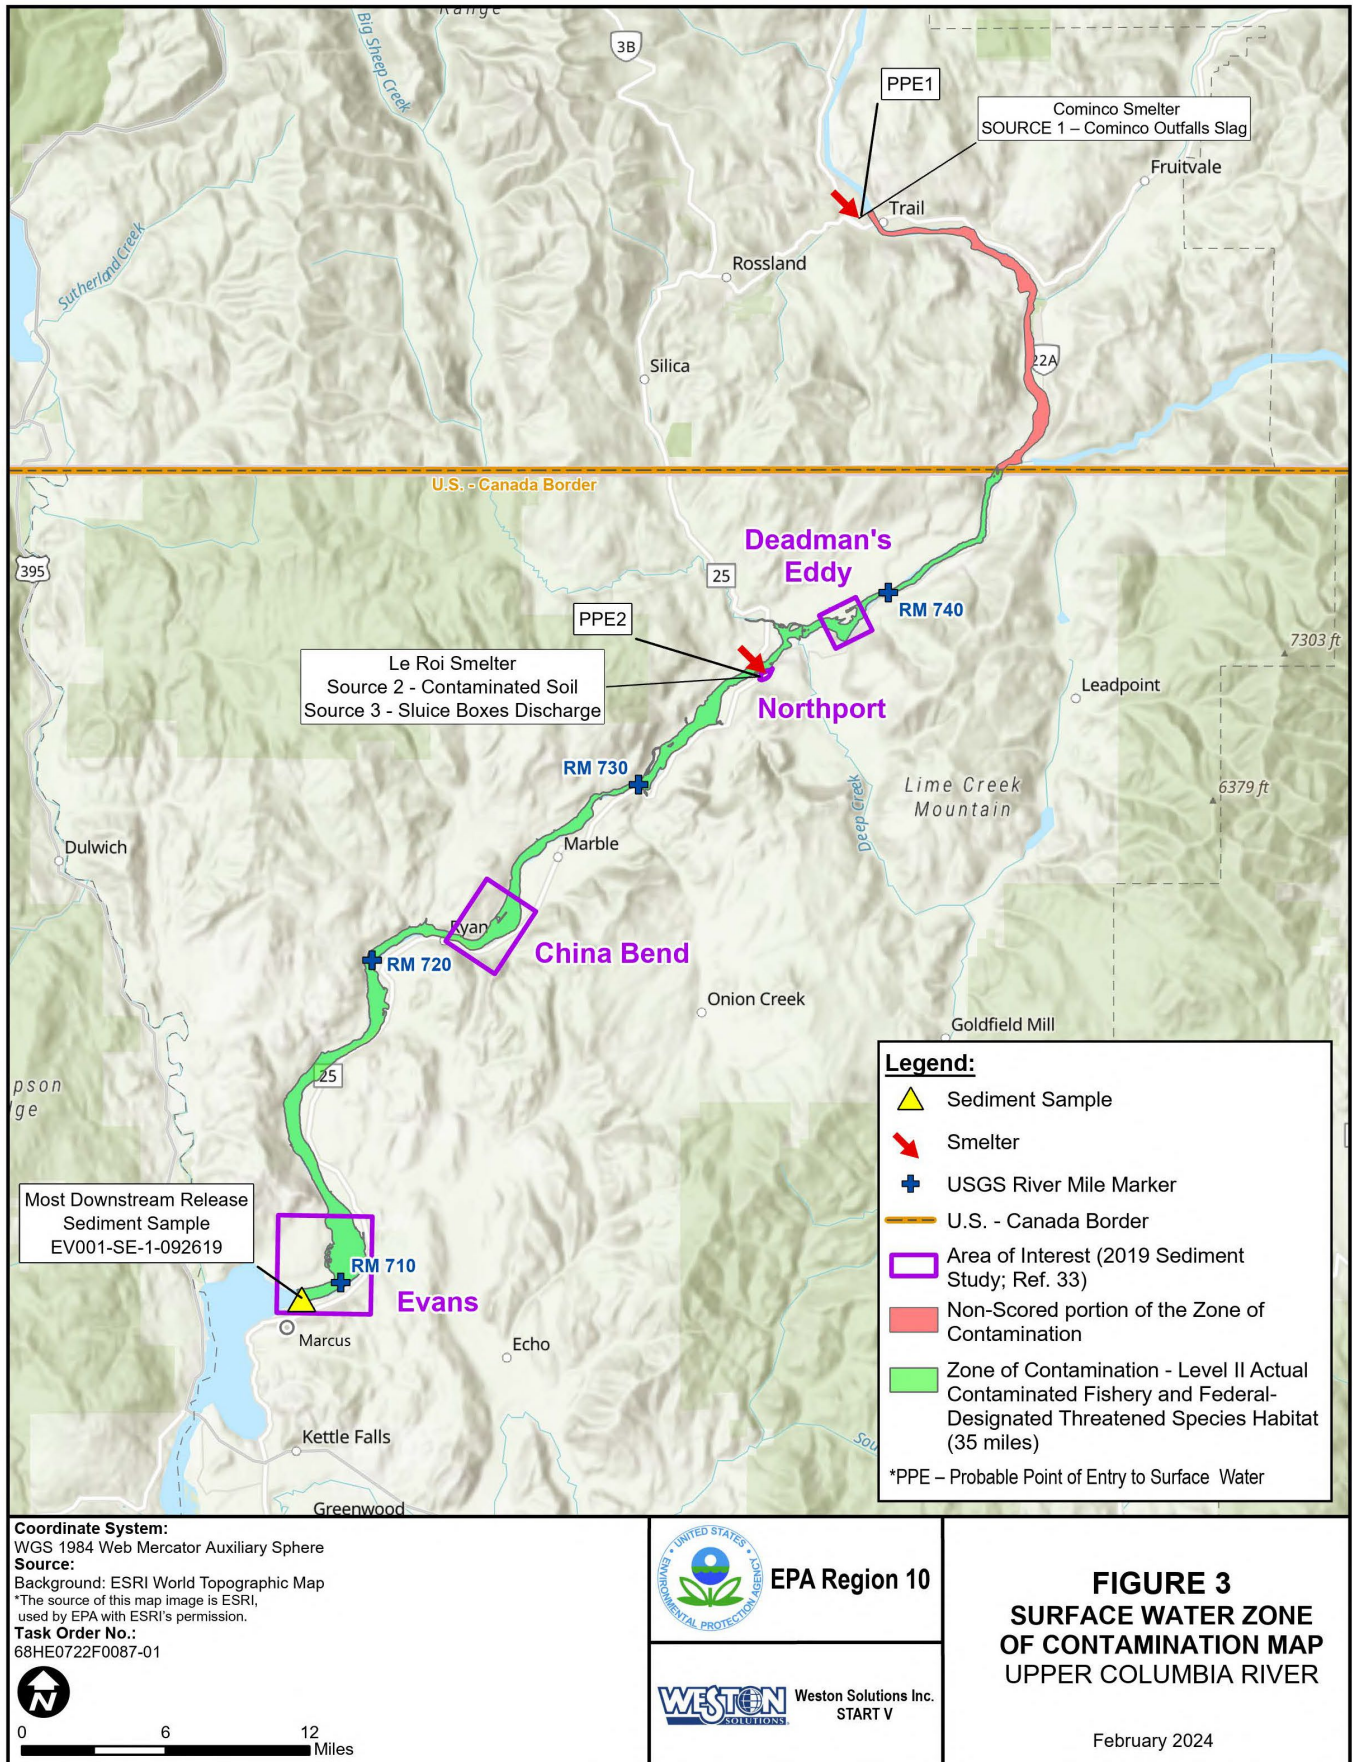 Range
Big Sheep Creek
3B
PPE1
Cominco Smelter
SOURCE 1 – Cominco Outfalls Slag
Fruitvale
Trail
Sutherland Creek
Rossland
Silica
22A
U.S. - Canada Border
395
Deadman's
Eddy
25
RM 740
PPE2
7303 ft
Le Roi Smelter
Source 2 - Contaminated Soil
Source 3 - Sluice Boxes Discharge
Leadpoint
Northport
RM 730
Deep Creek
Lime Creek
Mountain
6379 ft
Dulwich
Marble
Ryan
China Bend
RM 720
Onion Creek
Goldfield Mill
25
pson
ge
Most Downstream Release
Sediment Sample
EV001-SE-1-092619
RM 710
Evans
Marcus
Echo
Kettle Falls
Greenwood
Sou
Legend:
Sediment Sample
Smelter
USGS River Mile Marker
U.S. - Canada Border
Area of Interest (2019 Sediment
Study; Ref. 33)
Non-Scored portion of the Zone of
Contamination
Zone of Contamination - Level II Actual
Contaminated Fishery and Federal-
Designated Threatened Species Habitat
(35 miles)
*PPE – Probable Point of Entry to Surface Water
Coordinate System:
WGS 1984 Web Mercator Auxiliary Sphere
Source:
Background: ESRI World Topographic Map
*The source of this map image is ESRI,
used by EPA with ESRI's permission.
Task Order No.:
68HE0722F0087-01
N
0 6 12
Miles
UNITED STATES
ENVIRONMENTAL PROTECTION AGENCY
EPA Region 10
WESTON
SOLUTIONS
Weston Solutions Inc.
START V
FIGURE 3
SURFACE WATER ZONE
OF CONTAMINATION MAP
UPPER COLUMBIA RIVER
February 2024